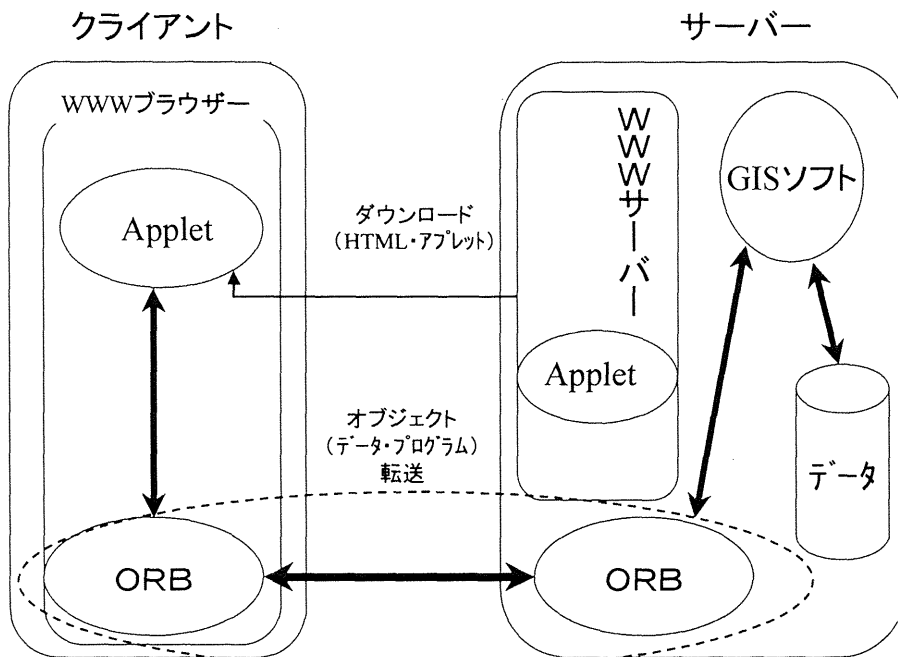 クライアント
サーバー
WWWブラウザー
WWWサーバー
GISソフト
Applet
ダウンロード
(HTML・アプレット)
Applet
オブジェクト
(データ・プログラム)
転送
データ
ORB
ORB